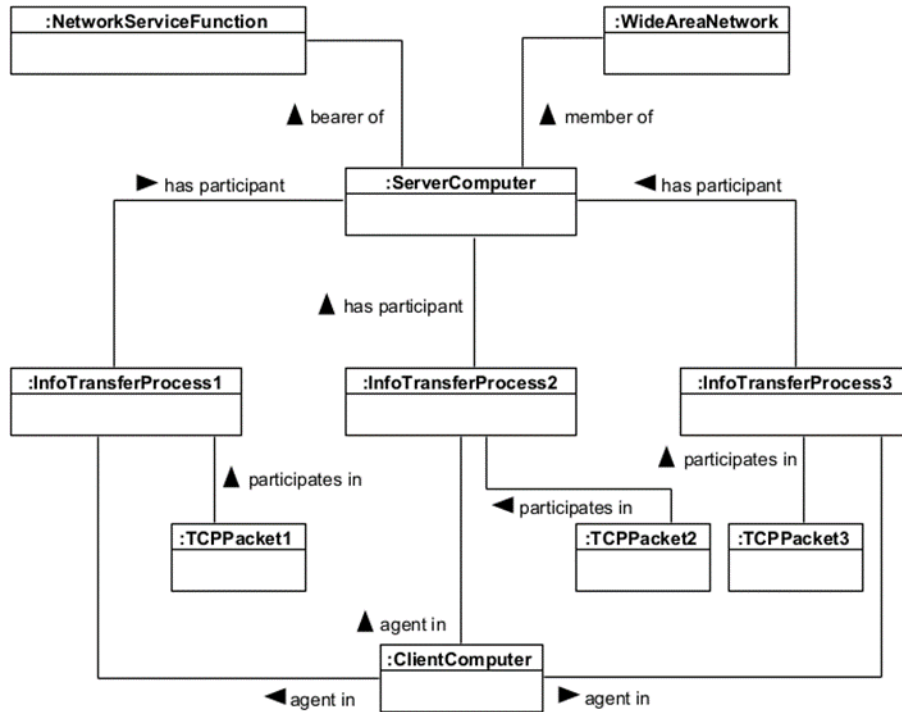 :NetworkServiceFunction
:WideAreaNetwork
bearer of
member of
has participant
:ServerComputer
has participant
has participant
:InfoTransferProcess1
:InfoTransferProcess2
:InfoTransferProcess3
participates in
participates in
participates in
:TCPPacket1
:TCPPacket2
:TCPPacket3
agent in
:ClientComputer
agent in
agent in